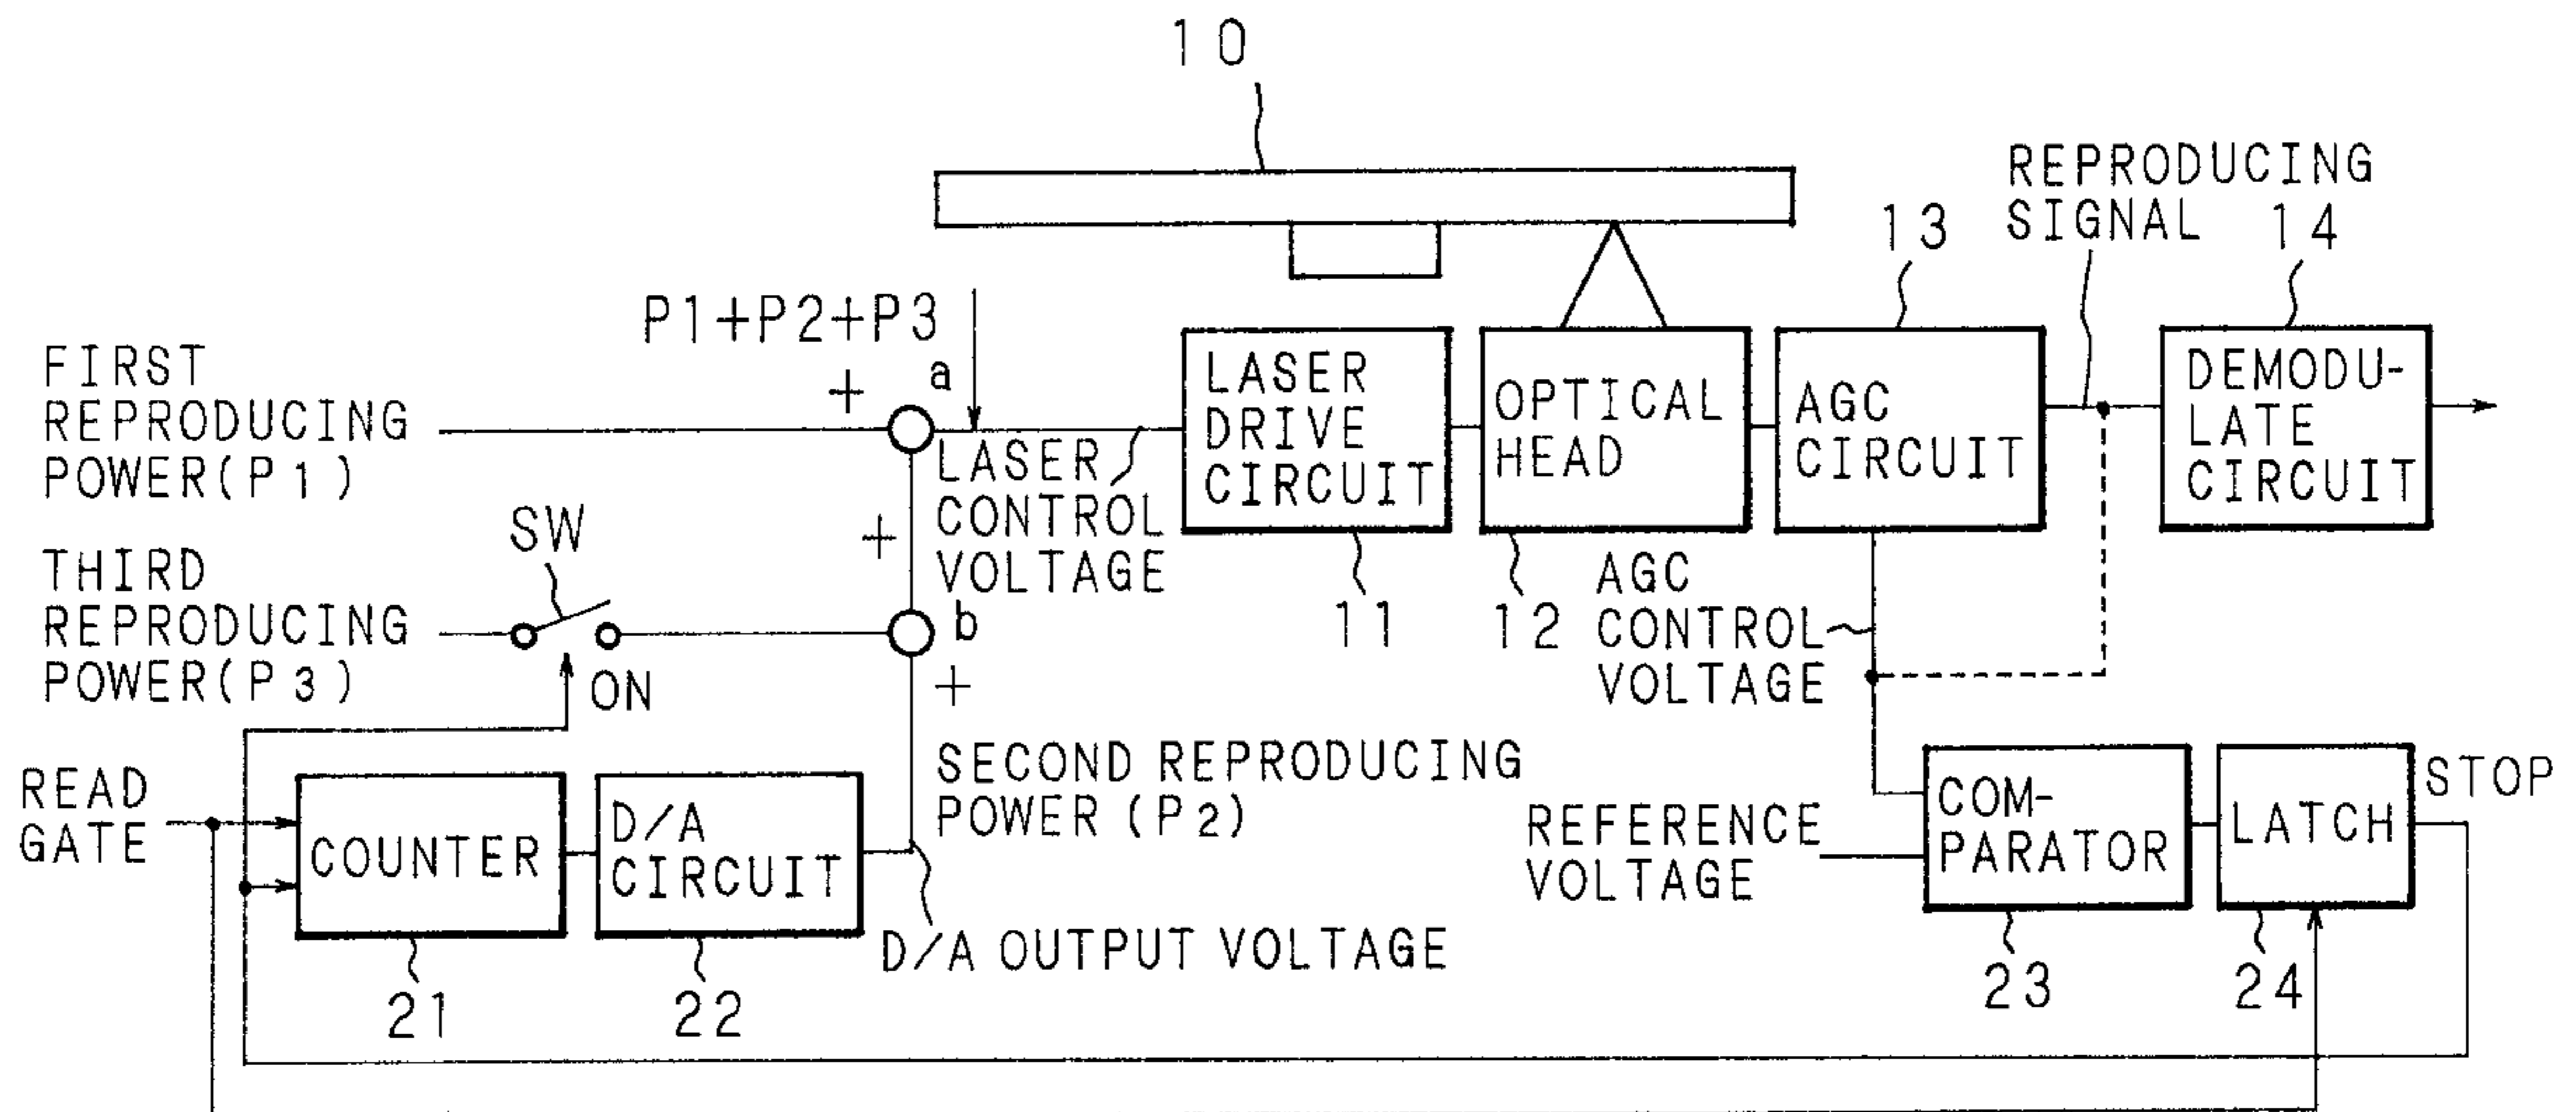 10
REPRODUCING
SIGNAL
13
14
P1+P2+P3
+
a
FIRST
REPRODUCING
POWER(P1)
LASER
DRIVE
CIRCUIT
OPTICAL
HEAD
AGC
CIRCUIT
DEMODU-
LATE
CIRCUIT
LASER
CONTROL
VOLTAGE
+
SW
THIRD
REPRODUCING
POWER(P3)
ON
b
+
11
12
AGC
CONTROL
VOLTAGE
SECOND REPRODUCING
POWER (P2)
READ
GATE
COUNTER
D/A
CIRCUIT
REFERENCE
VOLTAGE
COM-
PARATOR
LATCH
STOP
D/A OUTPUT VOLTAGE
21
22
23
24